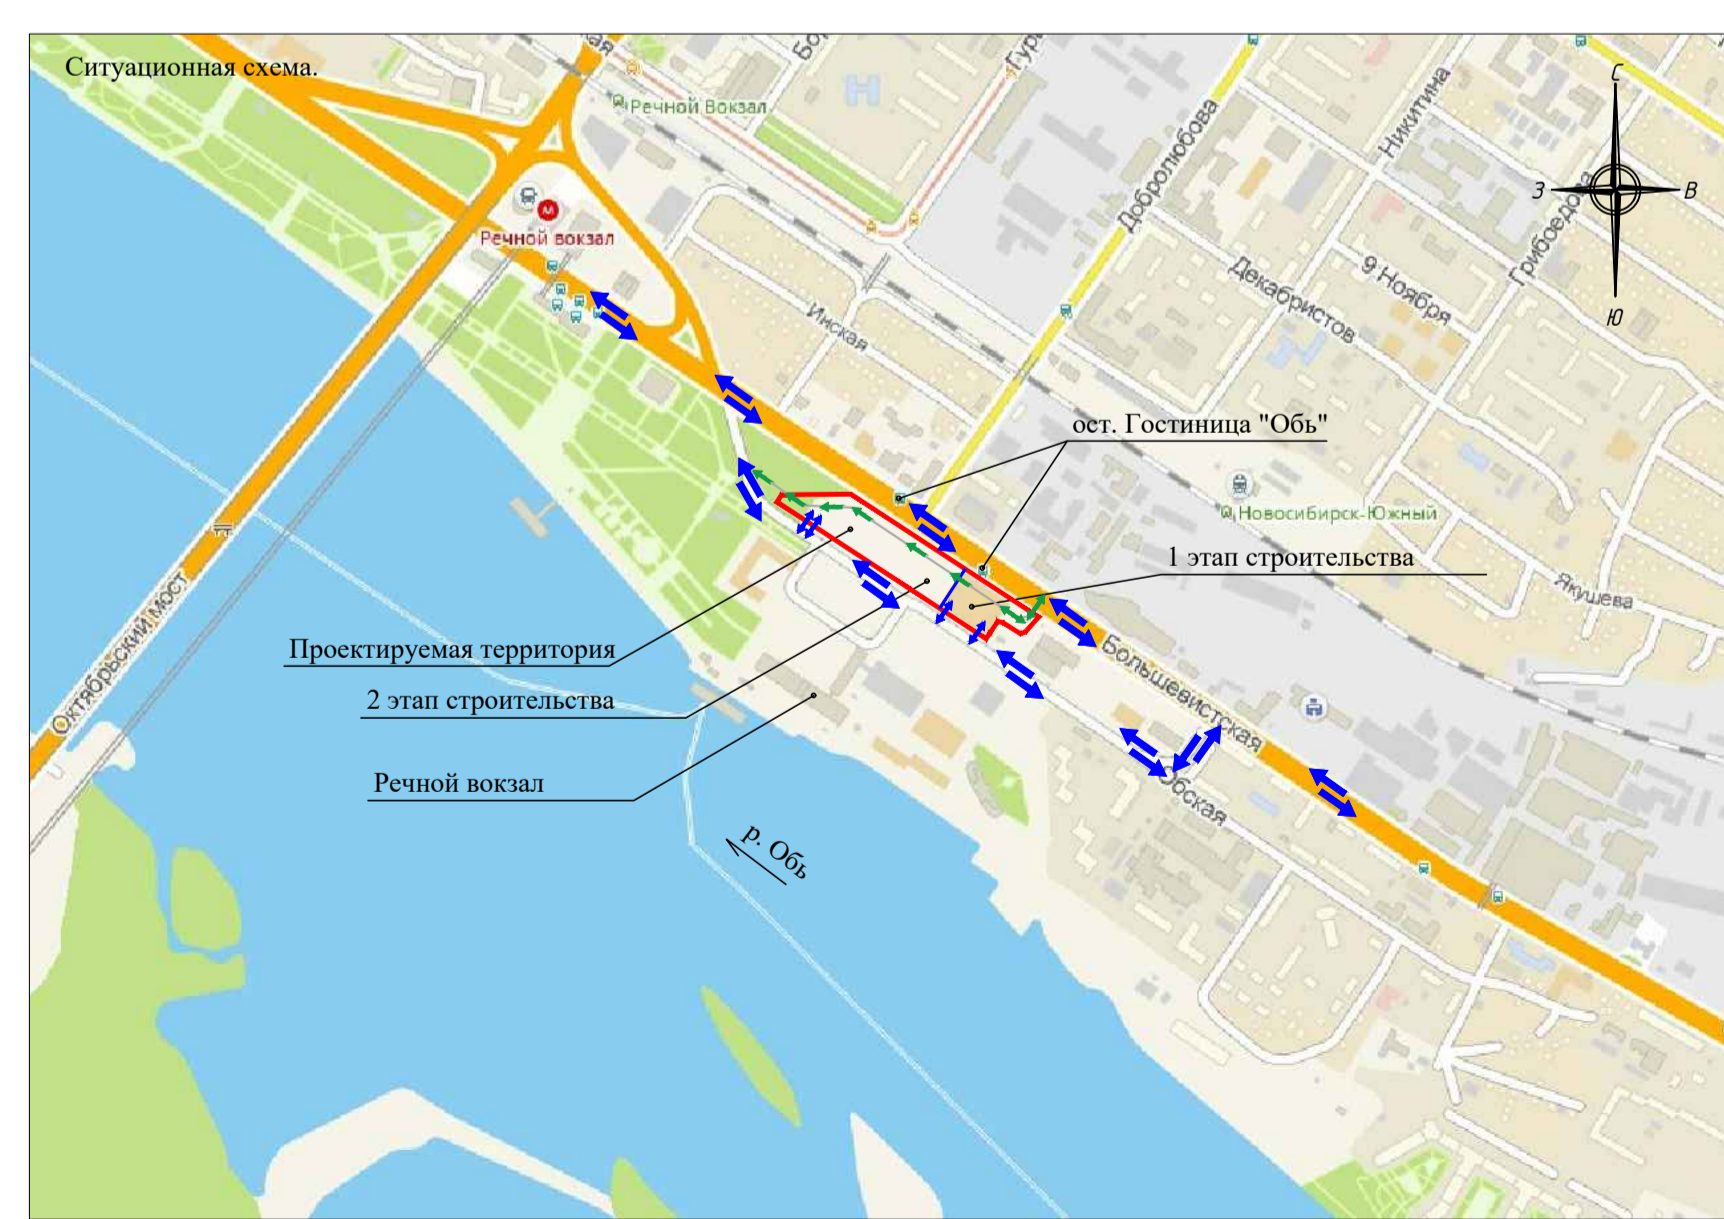 Ситуационная схема.
Речной Вокзал
Никитина
С
Добролюбова
З
В
Грибоедова
Речной вокзал
Декабристов
9 Ноября
Ю
Инская
ост. Гостиница "Обь"
Новосибирск-Южный
1 этап строительства
Якушева
Октябрьский мост
Проектируемая территория
Большевистская
2 этап строительства
Речной вокзал
Обская
р. Обь